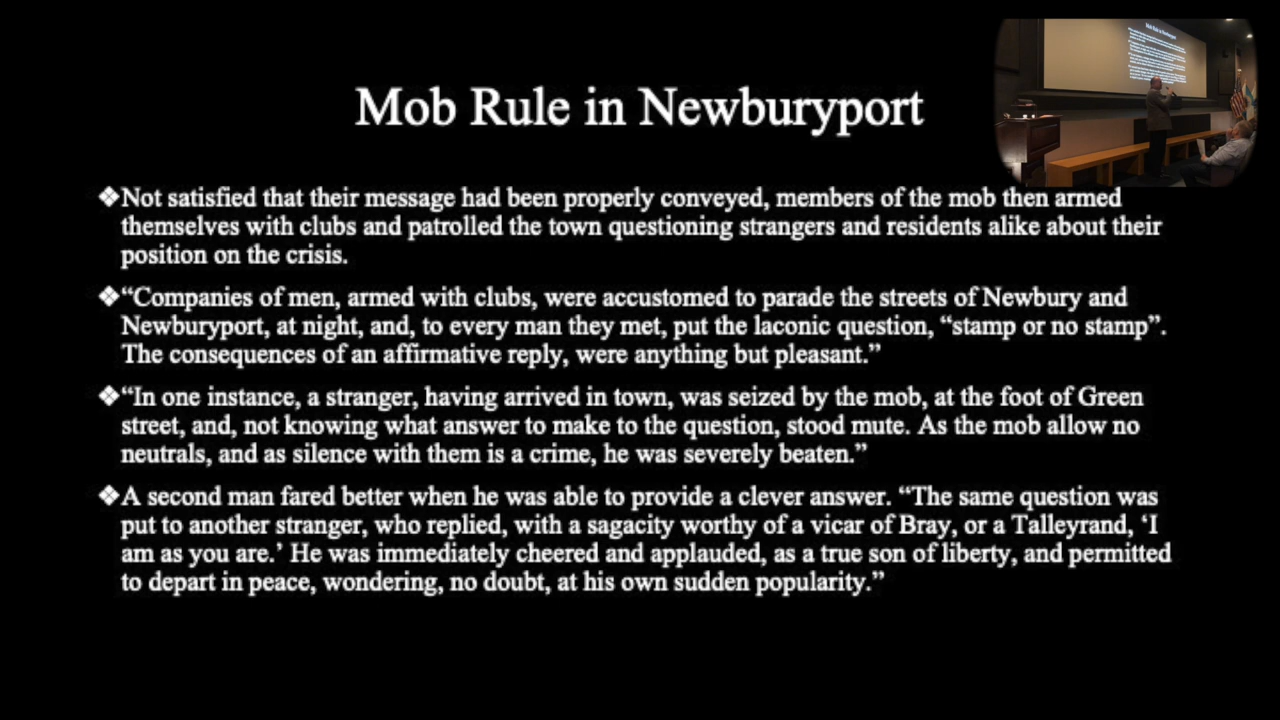 Mob Rule in Newburyport
❖Not satisfied that their message had been properly conveyed, members of the mob then armed
themselves with clubs and patrolled the town questioning strangers and residents alike about their
position on the crisis.
❖“Companies of men, armed with clubs, were accustomed to parade the streets of Newbury and
Newburyport, at night, and, to every man they met, put the laconic question, “stamp or no stamp”.
The consequences of an affirmative reply, were anything but pleasant.”
❖“In one instance, a stranger, having arrived in town, was seized by the mob, at the foot of Green
street, and, not knowing what answer to make to the question, stood mute. As the mob allow no
neutrals, and as silence with them is a crime, he was severely beaten.”
❖A second man fared better when he was able to provide a clever answer. “The same question was
put to another stranger, who replied, with a sagacity worthy of a vicar of Bray, or a Talleyrand, ‘I
am as you are.’ He was immediately cheered and applauded, as a true son of liberty, and permitted
to depart in peace, wondering, no doubt, at his own sudden popularity.”